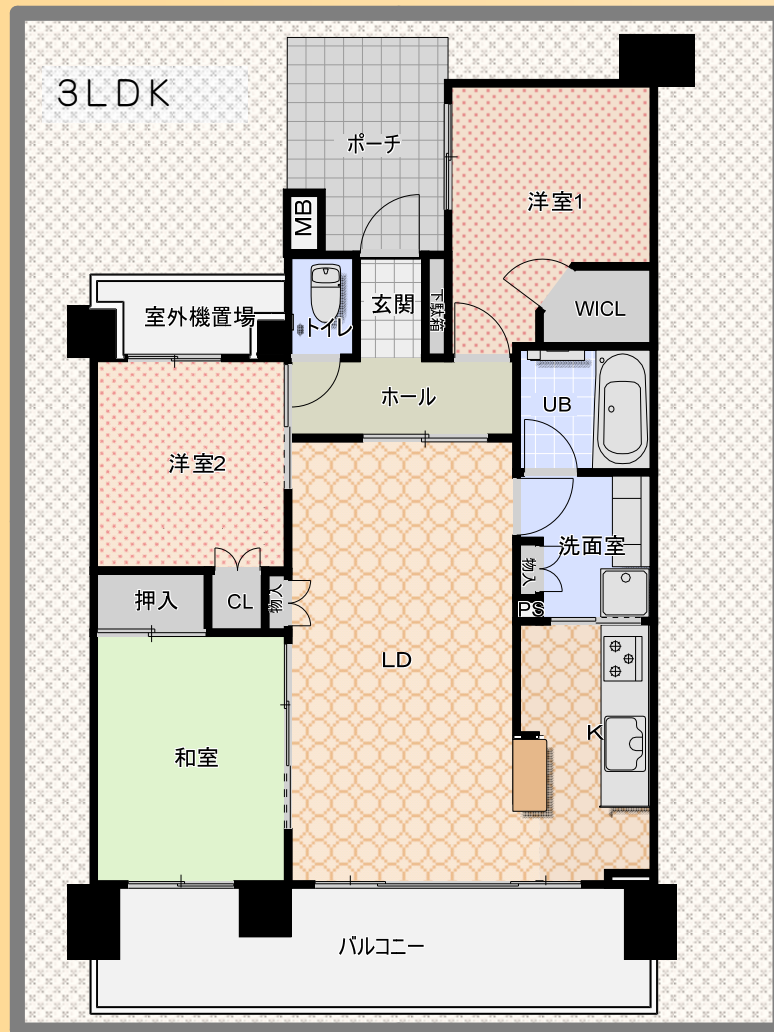 3LDK
ポーチ
洋室1
MB
WICL
玄関
下駄箱
室外機置場
トイレ
ホール
UB
洋室2
洗面室
物入
押入
CL
物入
PS
LD
K
和室
バルコニー